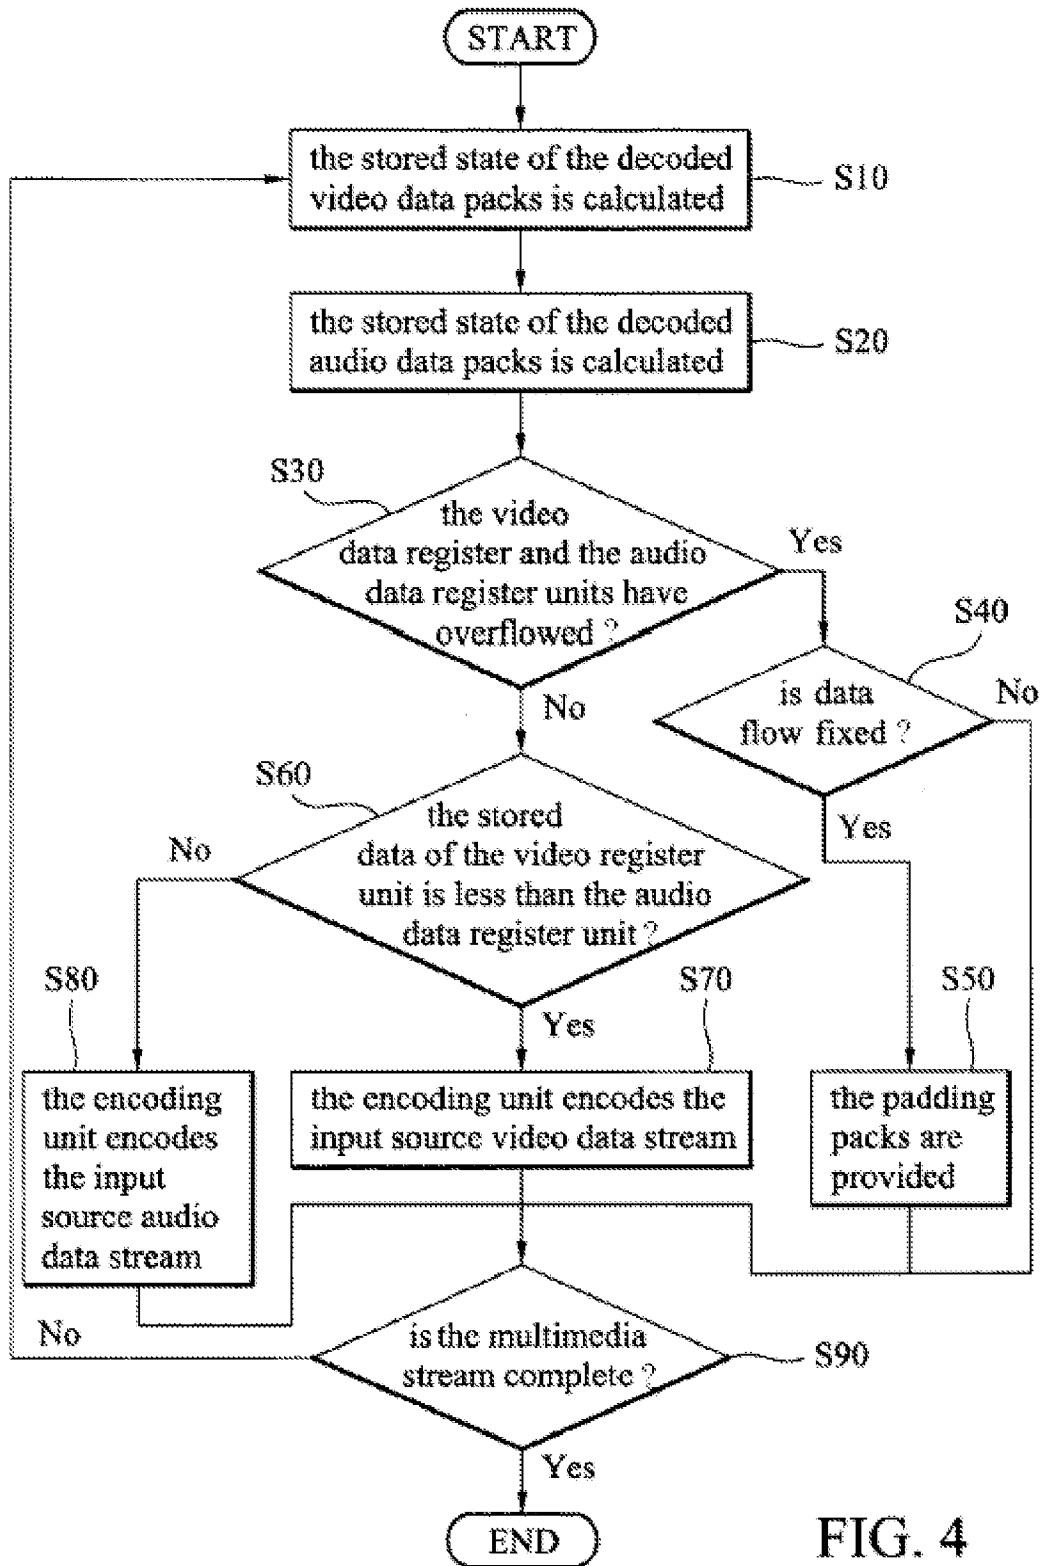 START
the stored state of the decoded
video data packs is calculated
S10
the stored state of the decoded
audio data packs is calculated
S20
S30
the video
data register and the audio
data register units have
overflowed ?
Yes
No
S40
is data
flow fixed ?
No
Yes
S60
the stored
data of the video register
unit is less than the audio
data register unit ?
No
Yes
S80
the encoding
unit encodes
the input
source audio
data stream
S70
the encoding unit encodes the
input source video data stream
S50
the padding
packs are
provided
is the multimedia
stream complete ?
S90
No
Yes
END
FIG. 4